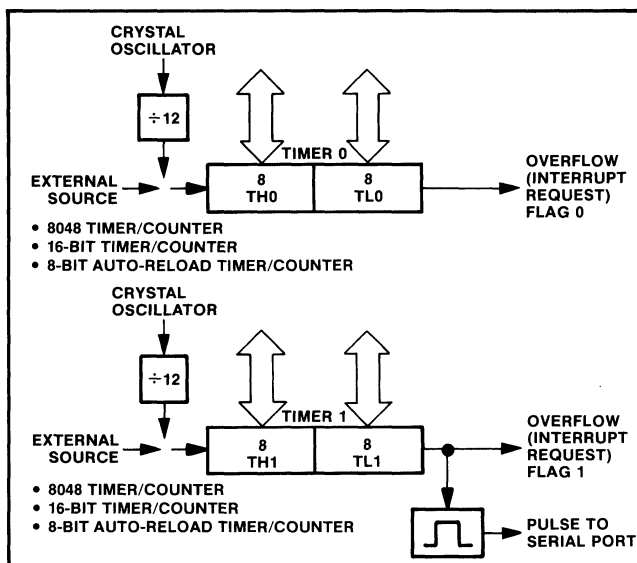 CRYSTAL
OSCILLATOR
÷12
TIMER 0
EXTERNAL
SOURCE
8
TH0
8
TL0
OVERFLOW
(INTERRUPT
REQUEST)
FLAG 0
• 8048 TIMER/COUNTER
• 16-BIT TIMER/COUNTER
• 8-BIT AUTO-RELOAD TIMER/COUNTER
CRYSTAL
OSCILLATOR
÷12
TIMER 1
EXTERNAL
SOURCE
8
TH1
8
TL1
OVERFLOW
(INTERRUPT
REQUEST)
FLAG 1
• 8048 TIMER/COUNTER
• 16-BIT TIMER/COUNTER
• 8-BIT AUTO-RELOAD TIMER/COUNTER
PULSE TO
SERIAL PORT